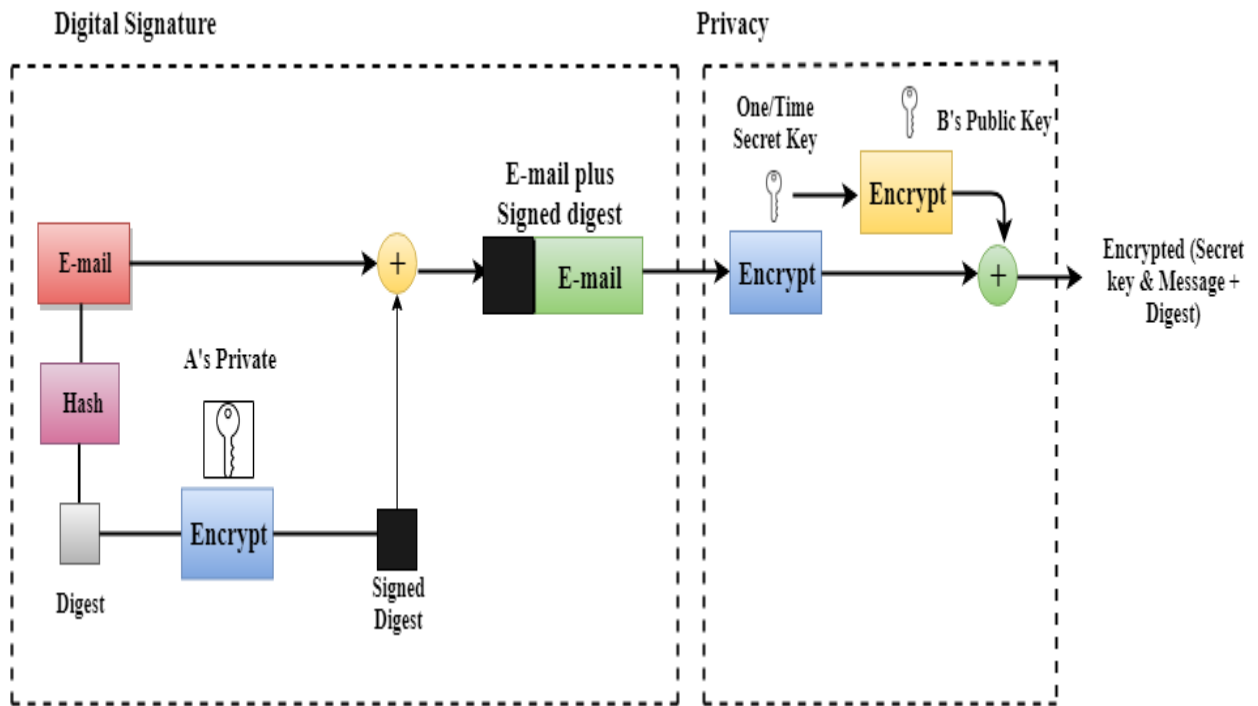 Digital Signature
Privacy
One/Time
Secret Key
B's Public Key
E-mail plus
Signed digest
Encrypt
E-mail
+
E-mail
Encrypt
+
Encrypted (Secret
key & Message +
Digest)
A's Private
Hash
Encrypt
Digest
Signed
Digest